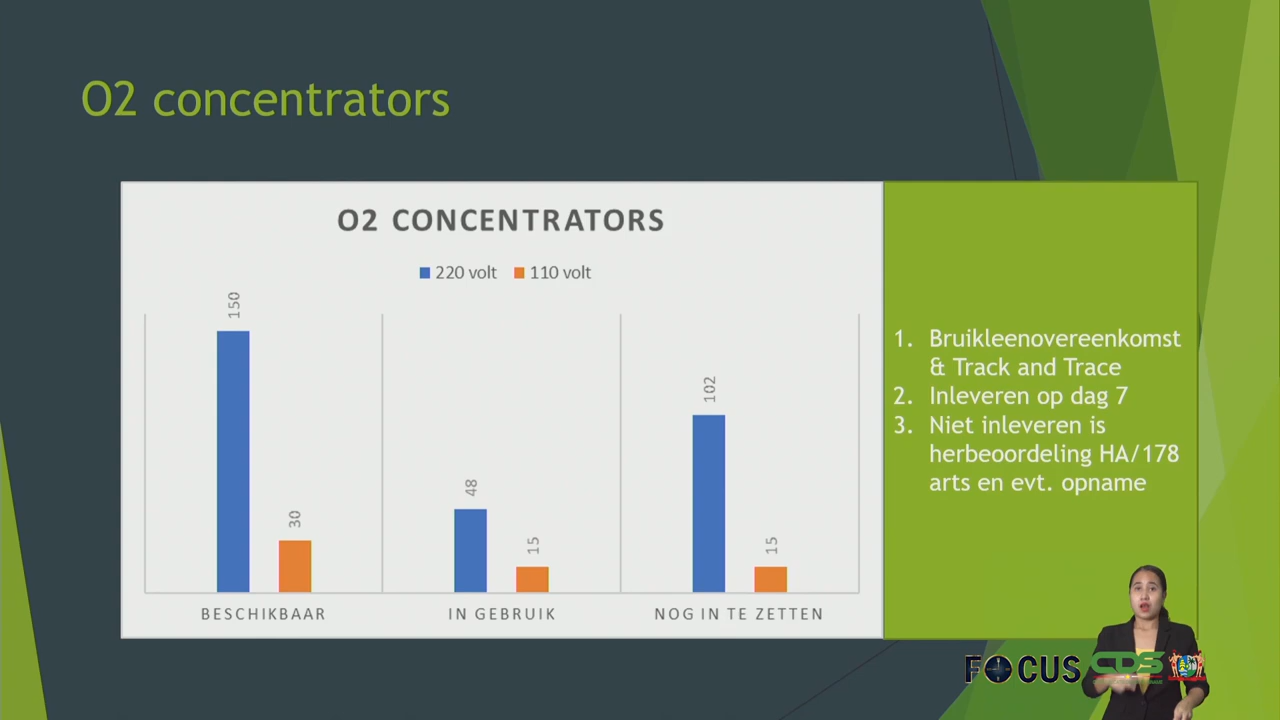 O2 concentrators
O2 CONCENTRATORS
220 volt 110 volt
150
30
48
15
102
15
BESCHIKBAAR
IN GEBRUIK
NOG IN TE ZETTEN
1. Bruikleenovereenkomst
& Track and Trace
2. Inleveren op dag 7
3. Niet inleveren is
herbeoordeling HA/178
arts en evt. opname
FOCUS
CDS